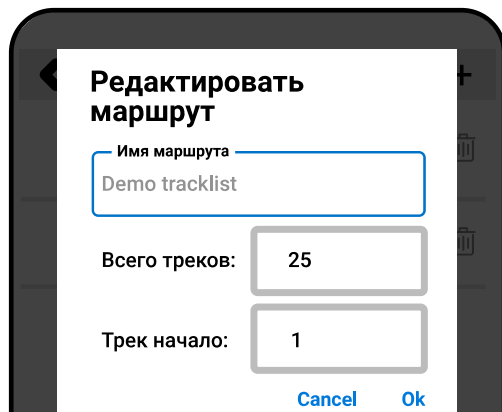 Редактировать
маршрут
Имя маршрута
Demo tracklist
Всего треков:
25
Трек начало:
1
Cancel
Ok